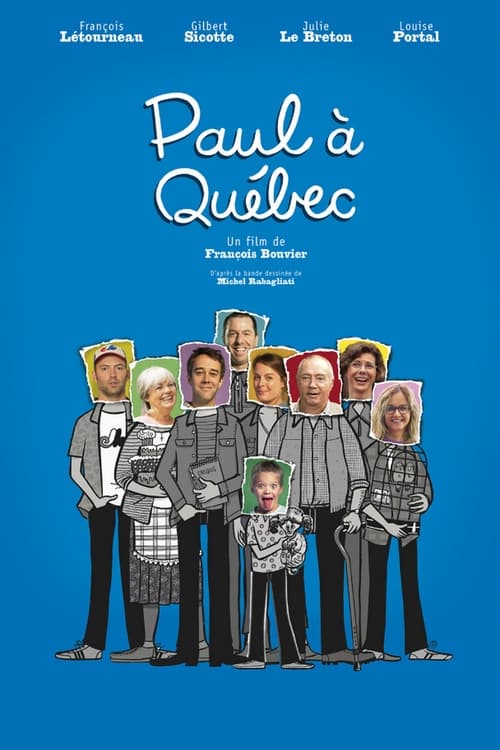 François Létourneau
Gilbert Sicotte
Julie Le Breton
Louise Portal
Paul à
Québec
Un film de
François Bouvier
D'après la bande dessinée de
Michel Rabagliati
CROQUIS